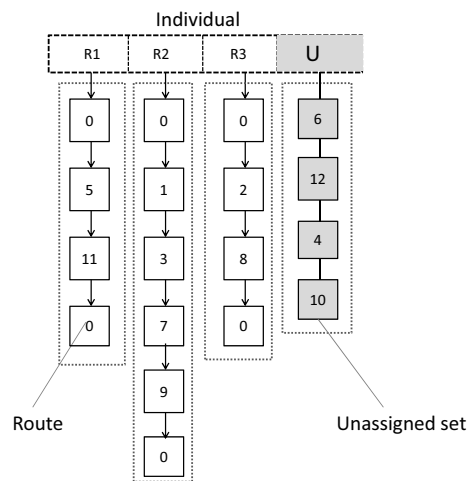 Individual
R1 R2 R3 U
0 0 0 6
5 1 2 12
11 3 8 4
0 7 0 10
9
0
Route Unassigned set